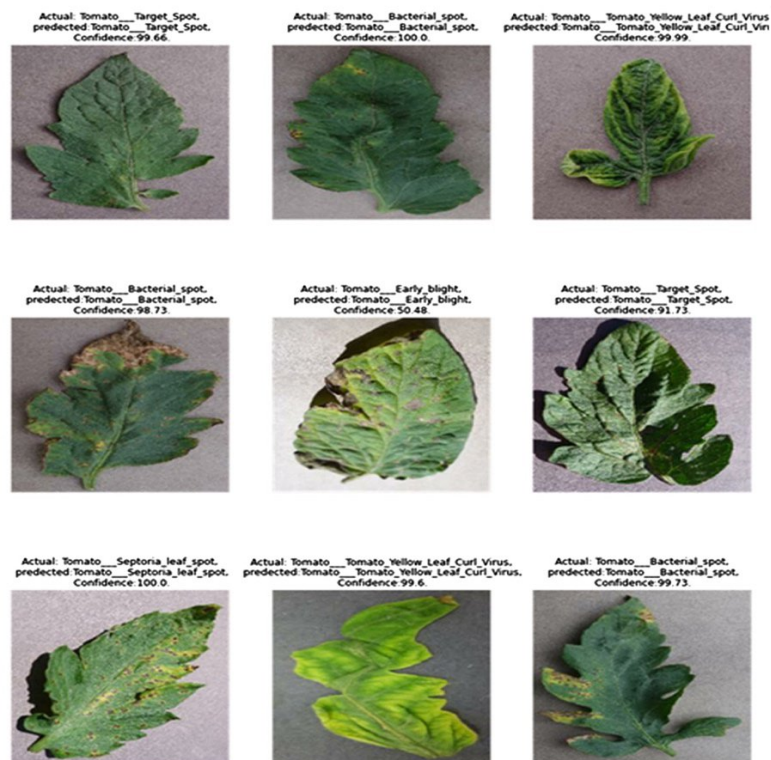 Actual: Tomato___Target_Spot,
predected:Tomato___Target_Spot,
Confidence:99.66.
Actual: Tomato___Bacterial_spot,
predected:Tomato___Bacterial_spot,
Confidence:100.0.
Actual: Tomato___Tomato_Yellow_Leaf_Curl_Virus
predected:Tomato___Tomato_Yellow_Leaf_Curl_Vir
Confidence:99.99.
Actual: Tomato___Bacterial_spot,
predected:Tomato___Bacterial_spot,
Confidence:98.73.
Actual: Tomato___Early_blight,
predected:Tomato___Early_blight,
Confidence:50.48.
Actual: Tomato___Target_Spot,
predected:Tomato___Target_Spot,
Confidence:91.73.
Actual: Tomato___Septoria_leaf_spot,
predected:Tomato___Septoria_leaf_spot,
Confidence:100.0.
Actual: Tomato___Tomato_Yellow_Leaf_Curl_Virus,
predected:Tomato___Tomato_Yellow_Leaf_Curl_Virus,
Confidence:99.6.
Actual: Tomato___Bacterial_spot,
predected:Tomato___Bacterial_spot,
Confidence:99.73.